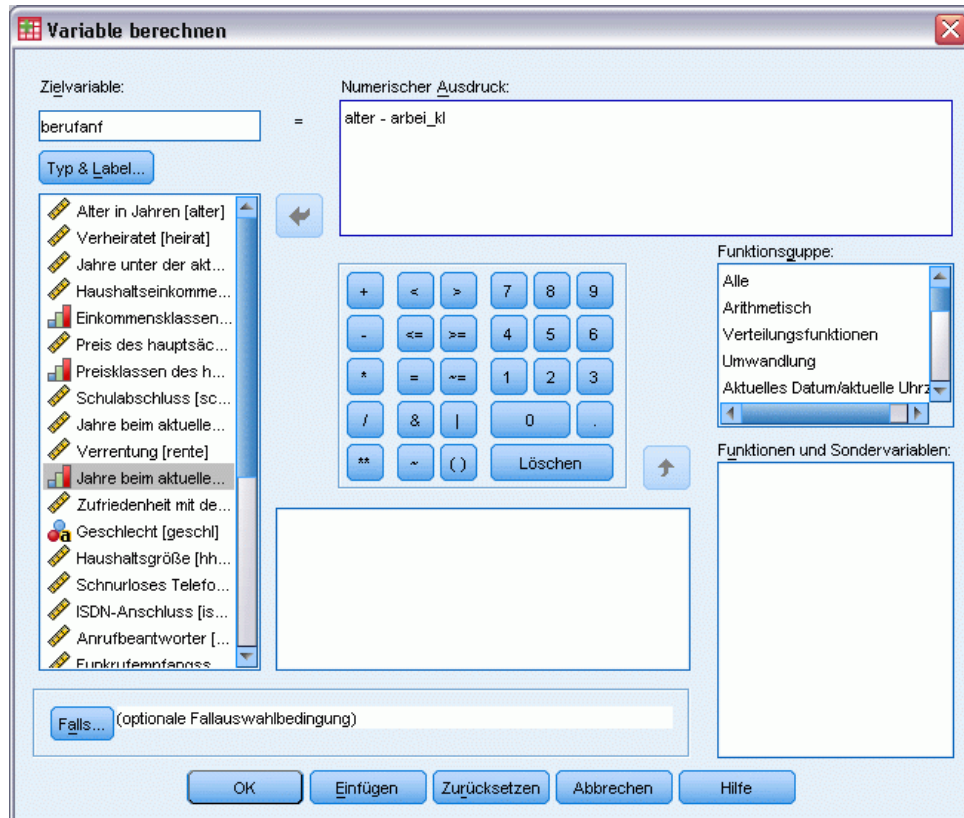 Variable berechnen
Zielvariable:
berufanf
=
Numerischer Ausdruck:
alter - arbei_kl
Typ & Label...
Alter in Jahren [alter]
Verheiratet [heirat]
Jahre unter der akt...
Haushaltseinkomme...
Einkommensklassen...
Preis des hauptsäc...
Preisklassen des h...
Schulabschluss [sc...
Jahre beim aktuelle...
Verrentung [rente]
Jahre beim aktuelle...
Zufriedenheit mit de...
Geschlecht [geschl]
Haushaltsgröße [hh...
Schnurloses Telefo...
ISDN-Anschluss [is...
Anrufbeantworter [...
Funkrufempfangss...
+ < > 7 8 9
- <= >= 4 5 6
* = ~= 1 2 3
/ & | 0 .
** ~ ( ) Löschen
Funktionsgruppe:
Alle
Arithmetisch
Verteilungsfunktionen
Umwandlung
Aktuelles Datum/aktuelle Uhrz
Funktionen und Sondervariablen:
Falls... (optionale Fallauswahlbedingung)
OK Einfügen Zurücksetzen Abbrechen Hilfe